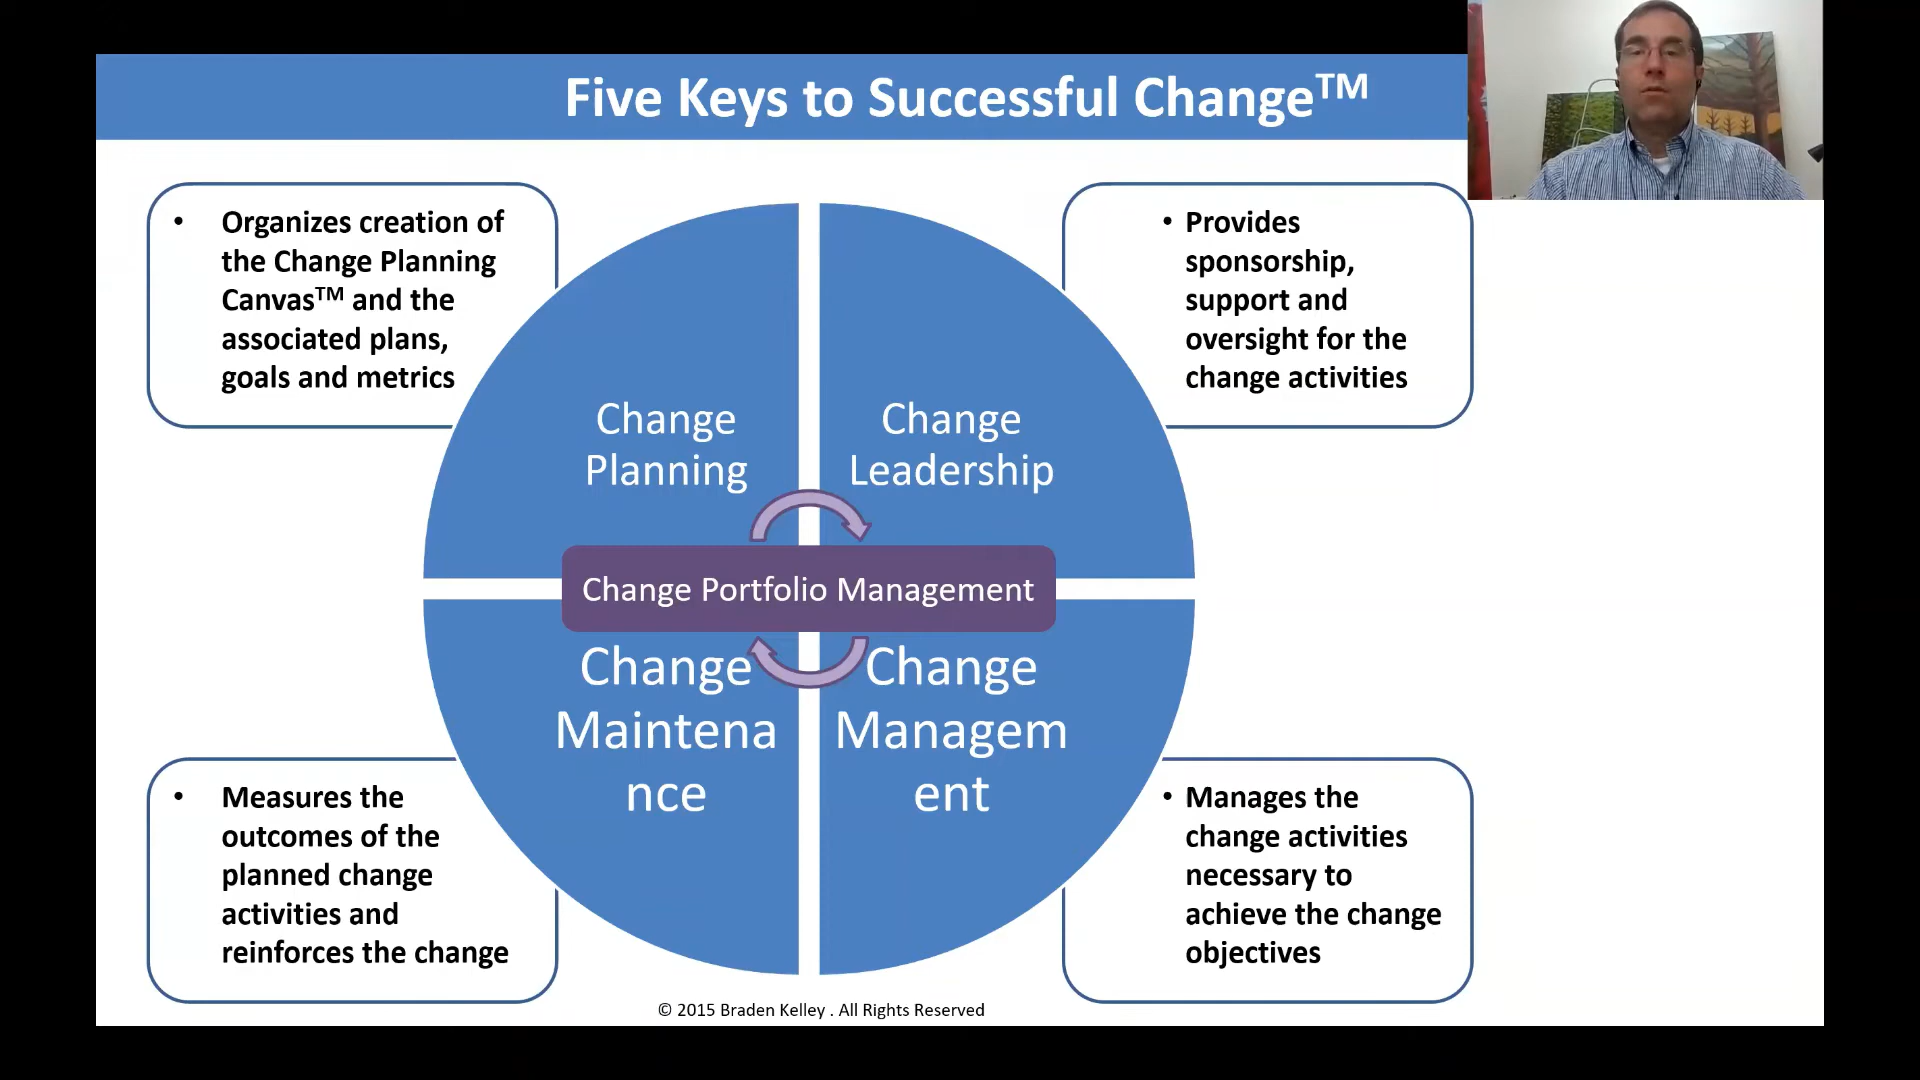 Five Keys to Successful Change™
• Organizes creation of
the Change Planning
Canvas™ and the
associated plans,
goals and metrics
• Provides
sponsorship,
support and
oversight for the
change activities
Change
Planning
Change
Leadership
Change Portfolio Management
Change
Maintena
nce
Change
Managem
ent
• Measures the
outcomes of the
planned change
activities and
reinforces the change
• Manages the
change activities
necessary to
achieve the change
objectives
© 2015 Braden Kelley . All Rights Reserved